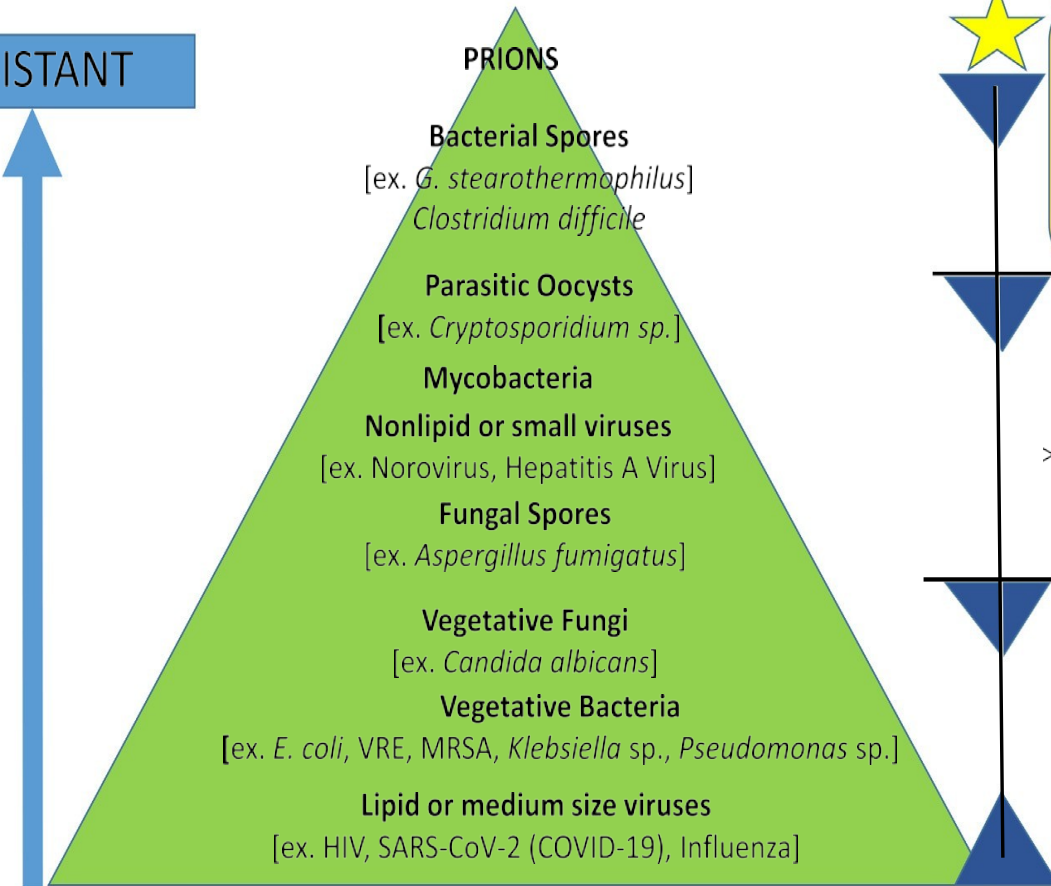 ISTANT
PRIONS
Bacterial Spores
[ex. G. stearothermophilus]
Clostridium difficile
Parasitic Oocysts
[ex. Cryptosporidium sp.]
Mycobacteria
Nonlipid or small viruses
[ex. Norovirus, Hepatitis A Virus]
>
Fungal Spores
[ex. Aspergillus fumigatus]
Vegetative Fungi
[ex. Candida albicans]
Vegetative Bacteria
[ex. E. coli, VRE, MRSA, Klebsiella sp., Pseudomonas sp.]
Lipid or medium size viruses
[ex. HIV, SARS-CoV-2 (COVID-19), Influenza]